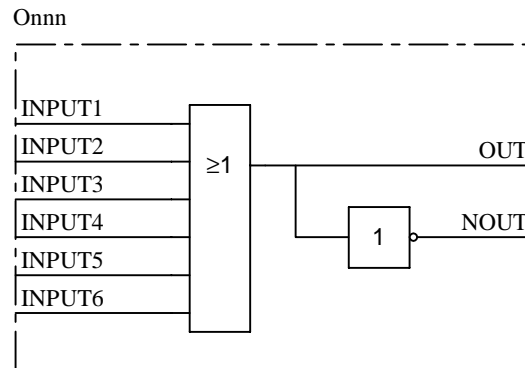 Onnn
INPUT1
INPUT2
INPUT3
INPUT4
INPUT5
INPUT6
≥1
OUT
1
NOUT